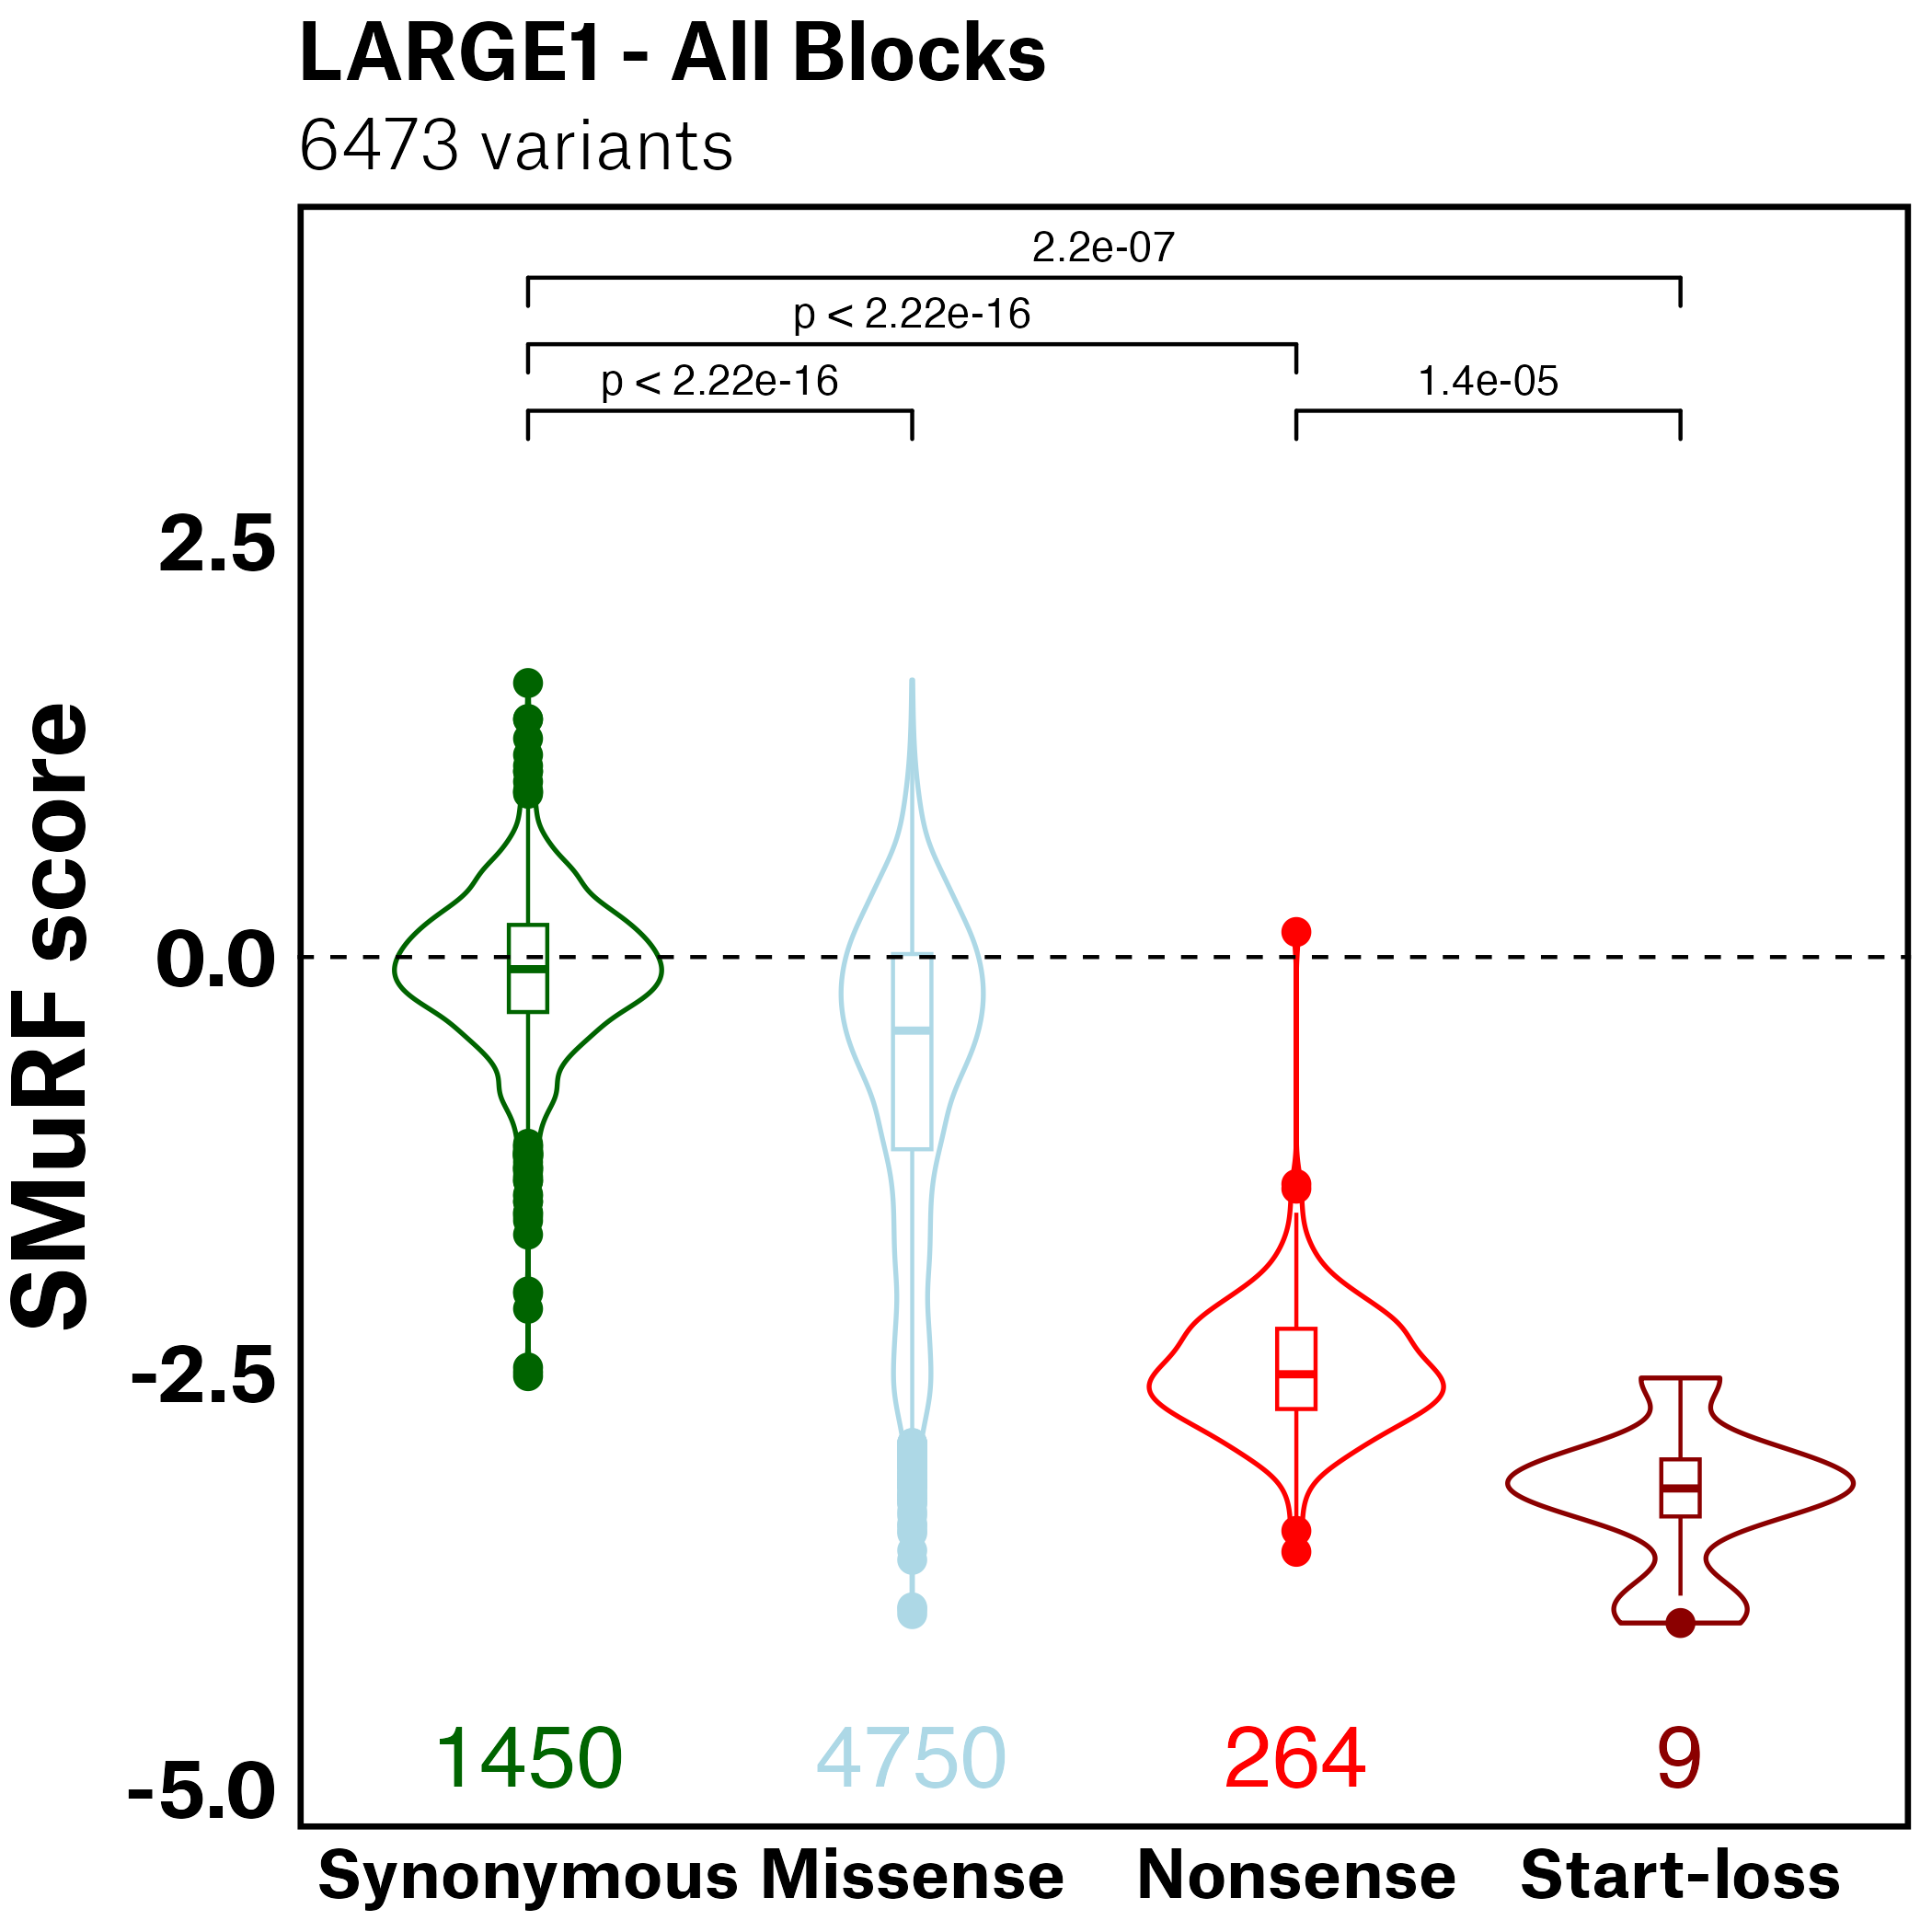 LARGE1 - All Blocks
6473 variants
2.2e-07
p < 2.22e-16
p < 2.22e-16
1.4e-05
SMuRF score
2.5
0.0
-2.5
-5.0
1450
4750
264
9
Synonymous
Missense
Nonsense
Start-loss